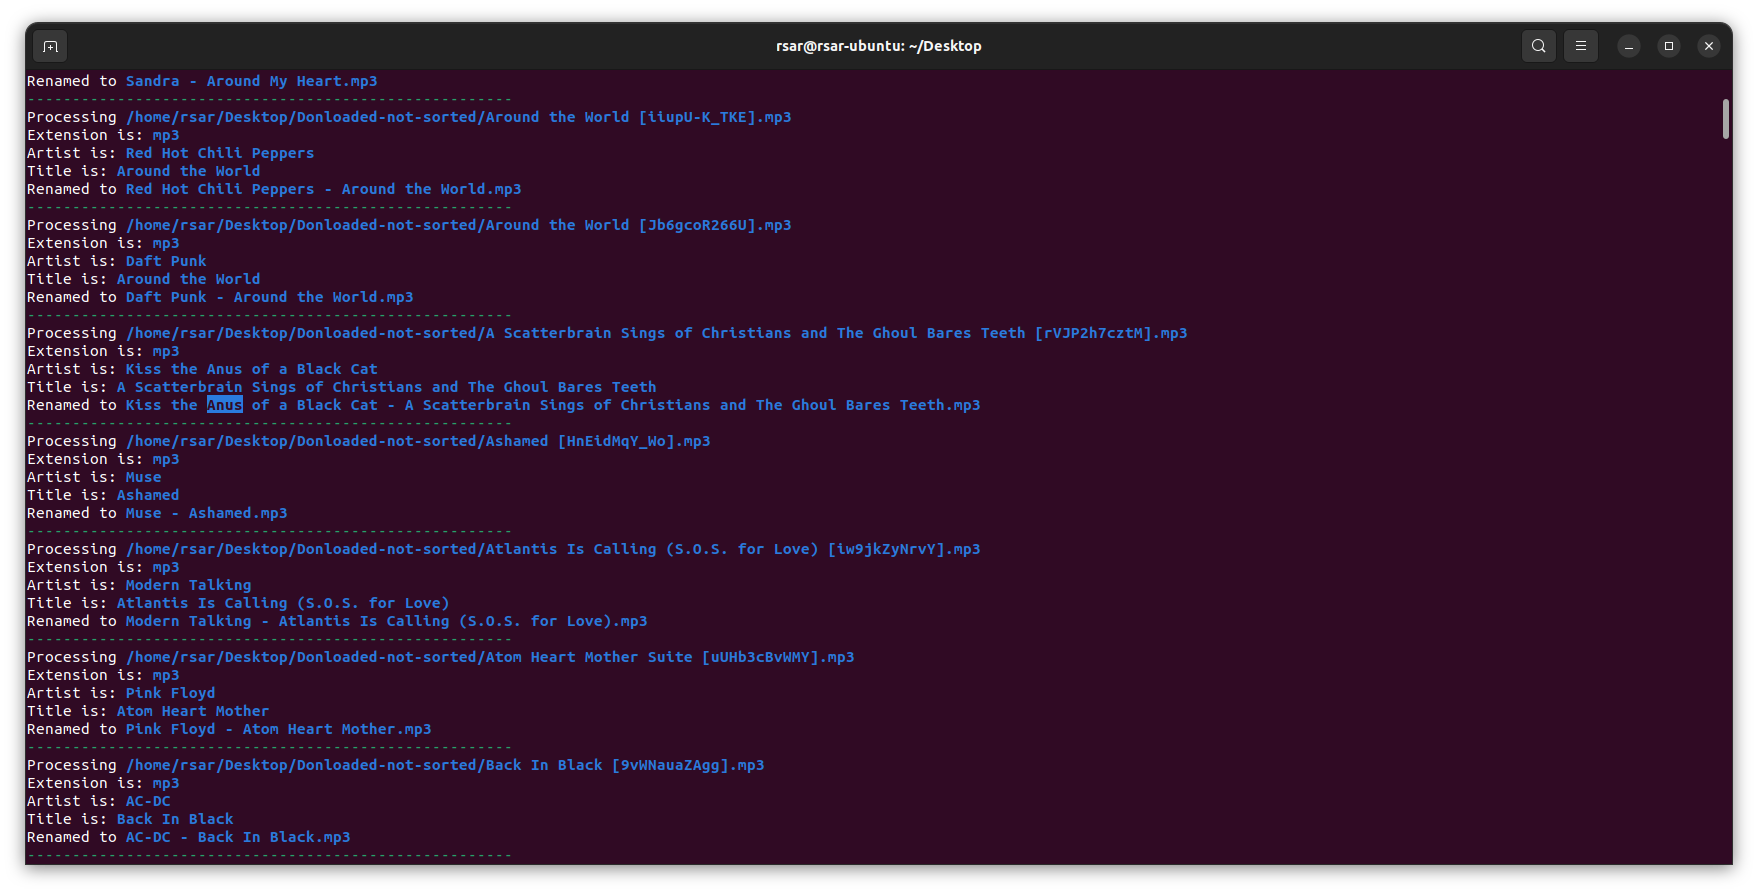 rsar@rsar-ubuntu: ~/Desktop
Renamed to Sandra - Around My Heart.mp3
------------------------------------------------------
Processing /home/rsar/Desktop/Donloaded-not-sorted/Around the World [iiupU-K_TKE].mp3
Extension is: mp3
Artist is: Red Hot Chili Peppers
Title is: Around the World
Renamed to Red Hot Chili Peppers - Around the World.mp3
------------------------------------------------------
Processing /home/rsar/Desktop/Donloaded-not-sorted/Around the World [Jb6gcoR266U].mp3
Extension is: mp3
Artist is: Daft Punk
Title is: Around the World
Renamed to Daft Punk - Around the World.mp3
------------------------------------------------------
Processing /home/rsar/Desktop/Donloaded-not-sorted/A Scatterbrain Sings of Christians and The Ghoul Bares Teeth [rVJP2h7cztM].mp3
Extension is: mp3
Artist is: Kiss the Anus of a Black Cat
Title is: A Scatterbrain Sings of Christians and The Ghoul Bares Teeth
Renamed to Kiss the Anus of a Black Cat - A Scatterbrain Sings of Christians and The Ghoul Bares Teeth.mp3
------------------------------------------------------
Processing /home/rsar/Desktop/Donloaded-not-sorted/Ashamed [HnEidMqY_Wo].mp3
Extension is: mp3
Artist is: Muse
Title is: Ashamed
Renamed to Muse - Ashamed.mp3
------------------------------------------------------
Processing /home/rsar/Desktop/Donloaded-not-sorted/Atlantis Is Calling (S.O.S. for Love) [iw9jkZyNrvY].mp3
Extension is: mp3
Artist is: Modern Talking
Title is: Atlantis Is Calling (S.O.S. for Love)
Renamed to Modern Talking - Atlantis Is Calling (S.O.S. for Love).mp3
------------------------------------------------------
Processing /home/rsar/Desktop/Donloaded-not-sorted/Atom Heart Mother Suite [uUHb3cBvWMY].mp3
Extension is: mp3
Artist is: Pink Floyd
Title is: Atom Heart Mother
Renamed to Pink Floyd - Atom Heart Mother.mp3
------------------------------------------------------
Processing /home/rsar/Desktop/Donloaded-not-sorted/Back In Black [9vWNauaZAgg].mp3
Extension is: mp3
Artist is: AC-DC
Title is: Back In Black
Renamed to AC-DC - Back In Black.mp3
------------------------------------------------------